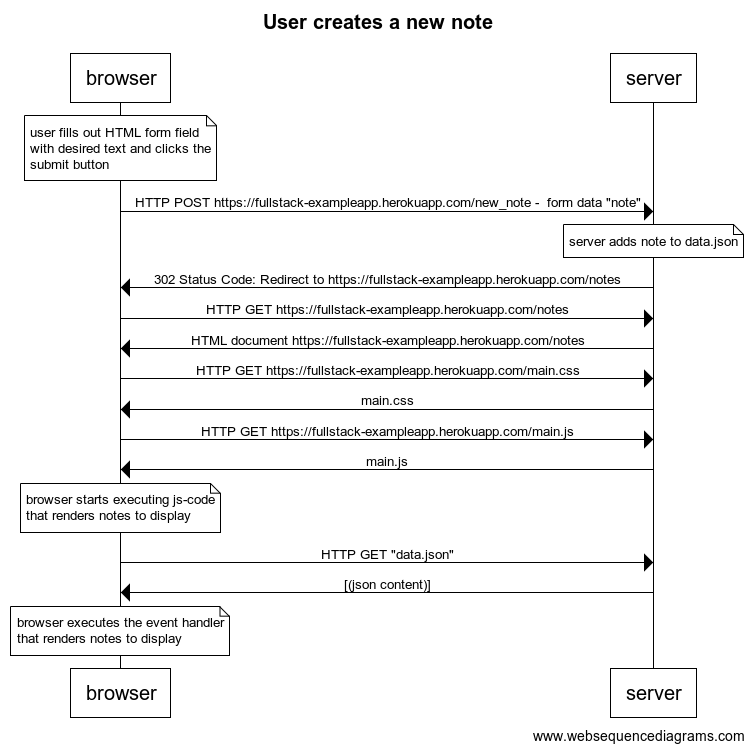 User creates a new note
browser
server
user fills out HTML form field
with desired text and clicks the
submit button
HTTP POST https://fullstack-exampleapp.herokuapp.com/new_note -  form data "note"
server adds note to data.json
302 Status Code: Redirect to https://fullstack-exampleapp.herokuapp.com/notes
HTTP GET https://fullstack-exampleapp.herokuapp.com/notes
HTML document https://fullstack-exampleapp.herokuapp.com/notes
HTTP GET https://fullstack-exampleapp.herokuapp.com/main.css
main.css
HTTP GET https://fullstack-exampleapp.herokuapp.com/main.js
main.js
browser starts executing js-code
that renders notes to display
HTTP GET "data.json"
[(json content)]
browser executes the event handler
that renders notes to display
browser
server
www.websequencediagrams.com